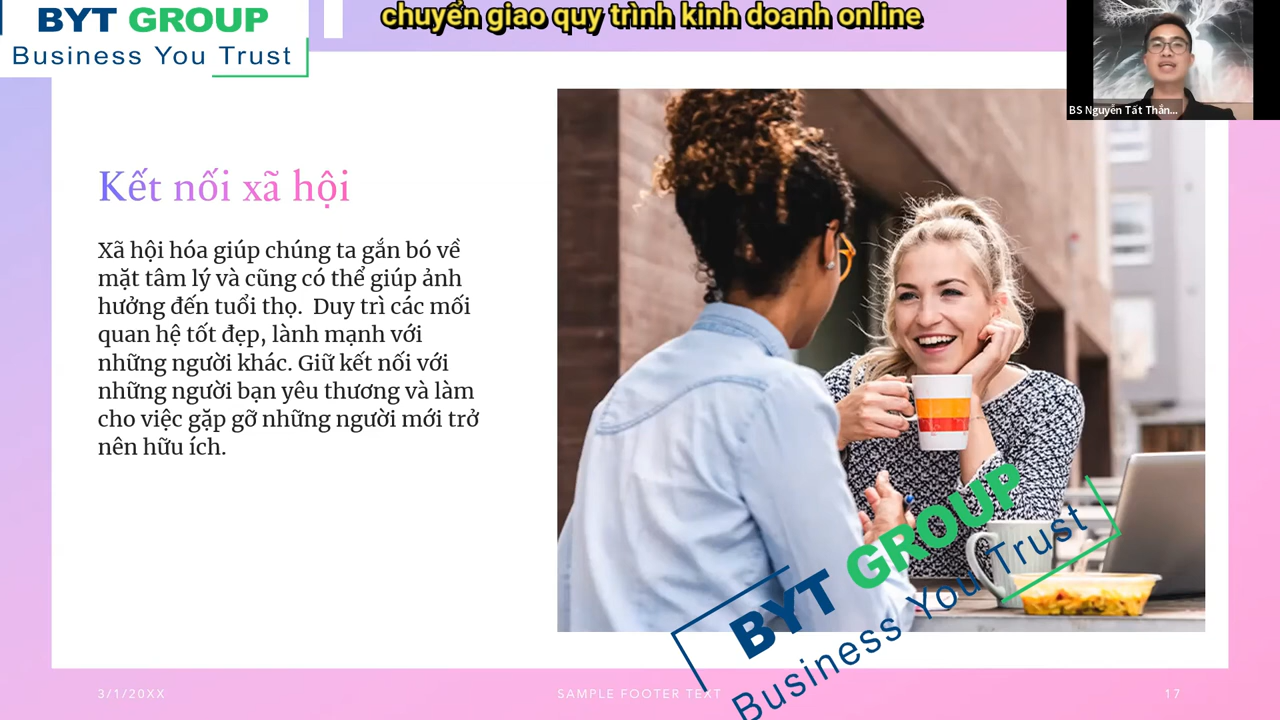 BYT GROUP
Business You Trust
chuyển giao quy trình kinh doanh online
BS Nguyễn Tất Thắn...
Kết nối xã hội
Xã hội hóa giúp chúng ta gắn bó về
mặt tâm lý và cũng có thể giúp ảnh
hưởng đến tuổi thọ.  Duy trì các mối
quan hệ tốt đẹp, lành mạnh với
những người khác. Giữ kết nối với
những người bạn yêu thương và làm
cho việc gặp gỡ những người mới trở
nên hữu ích.
BYT GROUP
Business You Trust
3/1/20XX
SAMPLE FOOTER TEXT
17